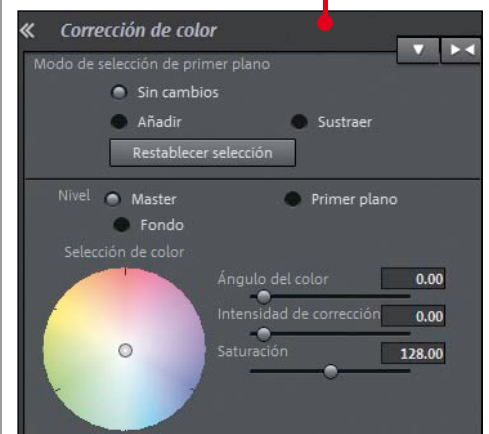 Corrección de color
Modo de selección de primer plano
Sin cambios
Añadir Sustraer
Restablecer selección
Nivel Master Primer plano
Fondo
Selección de color
Ángulo del color 0.00
Intensidad de corrección 0.00
Saturación 128.00